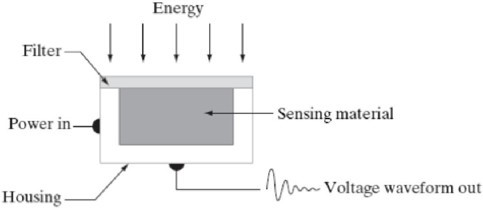 Energy
Filter
Power in
Sensing material
Housing
Voltage waveform out